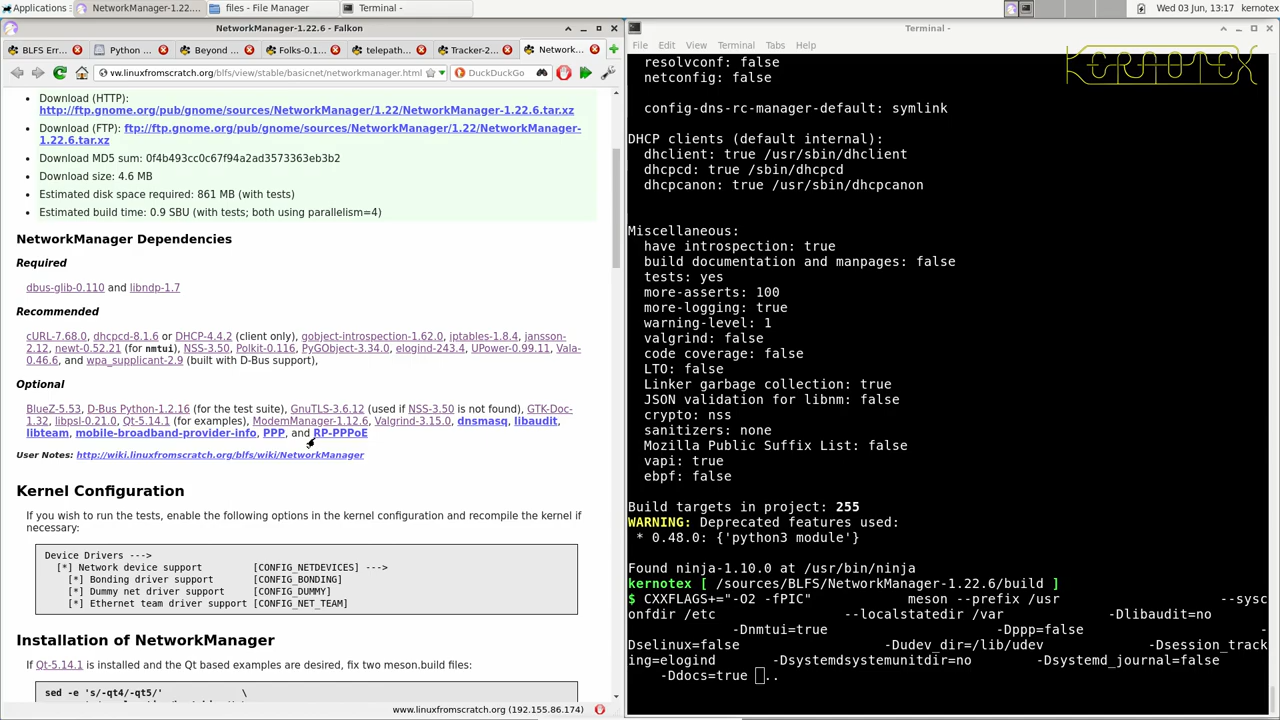 Applications
NetworkManager-1.22....
files - File Manager
Terminal -
Wed 03 Jun, 13:17 kernotex
NetworkManager-1.22.6 - Falkon
BLFS Err...
Python ...
Beyond ...
Folks-0.1...
telepath...
Tracker-2...
Network...
vw.linuxfromscratch.org/blfs/view/stable/basicnet/networkmanager.html
DuckDuckGo
Download (HTTP):
http://ftp.gnome.org/pub/gnome/sources/NetworkManager/1.22/NetworkManager-1.22.6.tar.xz
Download (FTP): ftp://ftp.gnome.org/pub/gnome/sources/NetworkManager/1.22/NetworkManager-
1.22.6.tar.xz
Download MD5 sum: 0f4b493cc0c67f94a2ad3573363eb3b2
Download size: 4.6 MB
Estimated disk space required: 861 MB (with tests)
Estimated build time: 0.9 SBU (with tests; both using parallelism=4)
NetworkManager Dependencies
Required
dbus-glib-0.110 and libndp-1.7
Recommended
cURL-7.68.0, dhcpcd-8.1.6 or DHCP-4.4.2 (client only), gobject-introspection-1.62.0, iptables-1.8.4, jansson-
2.12, newt-0.52.21 (for nmtui), NSS-3.50, Polkit-0.116, PyGObject-3.34.0, elogind-243.4, UPower-0.99.11, Vala-
0.46.6, and wpa_supplicant-2.9 (built with D-Bus support),
Optional
BlueZ-5.53, D-Bus Python-1.2.16 (for the test suite), GnuTLS-3.6.12 (used if NSS-3.50 is not found), GTK-Doc-
1.32, libpsl-0.21.0, Qt-5.14.1 (for examples), ModemManager-1.12.6, Valgrind-3.15.0, dnsmasq, libaudit,
libteam, mobile-broadband-provider-info, PPP, and RP-PPPoE
User Notes: http://wiki.linuxfromscratch.org/blfs/wiki/NetworkManager
Kernel Configuration
If you wish to run the tests, enable the following options in the kernel configuration and recompile the kernel if
necessary:
Device Drivers --->
[*] Network device support [CONFIG_NETDEVICES] --->
[*] Bonding driver support [CONFIG_BONDING]
[*] Dummy net driver support [CONFIG_DUMMY]
[*] Ethernet team driver support [CONFIG_NET_TEAM]
Installation of NetworkManager
If Qt-5.14.1 is installed and the Qt based examples are desired, fix two meson.build files:
sed -e 's/-qt4/-qt5/' \
www.linuxfromscratch.org (192.155.86.174)
Terminal -
File Edit View Terminal Tabs Help
KERNOTEX
resolvconf: false
netconfig: false
config-dns-rc-manager-default: symlink
DHCP clients (default internal):
dhclient: true /usr/sbin/dhclient
dhcpcd: true /sbin/dhcpcd
dhcpcanon: true /usr/sbin/dhcpcanon
Miscellaneous:
have introspection: true
build documentation and manpages: false
tests: yes
more-asserts: 100
more-logging: true
warning-level: 1
valgrind: false
code coverage: false
LTO: false
Linker garbage collection: true
JSON validation for libnm: false
crypto: nss
sanitizers: none
Mozilla Public Suffix List: false
vapi: true
ebpf: false
Build targets in project: 255
WARNING: Deprecated features used:
* 0.48.0: {'python3 module'}
Found ninja-1.10.0 at /usr/bin/ninja
kernotex [ /sources/BLFS/NetworkManager-1.22.6/build ]
$ CXXFLAGS+="-O2 -fPIC" meson --prefix /usr --sysc
onfdir /etc --localstatedir /var -Dlibaudit=no
-Dnmtui=true -Dppp=false -
Dselinux=false -Dudev_dir=/lib/udev -Dsession_track
ing=elogind -Dsystemdsystemunitdir=no -Dsystemd_journal=false
-Ddocs=true ..